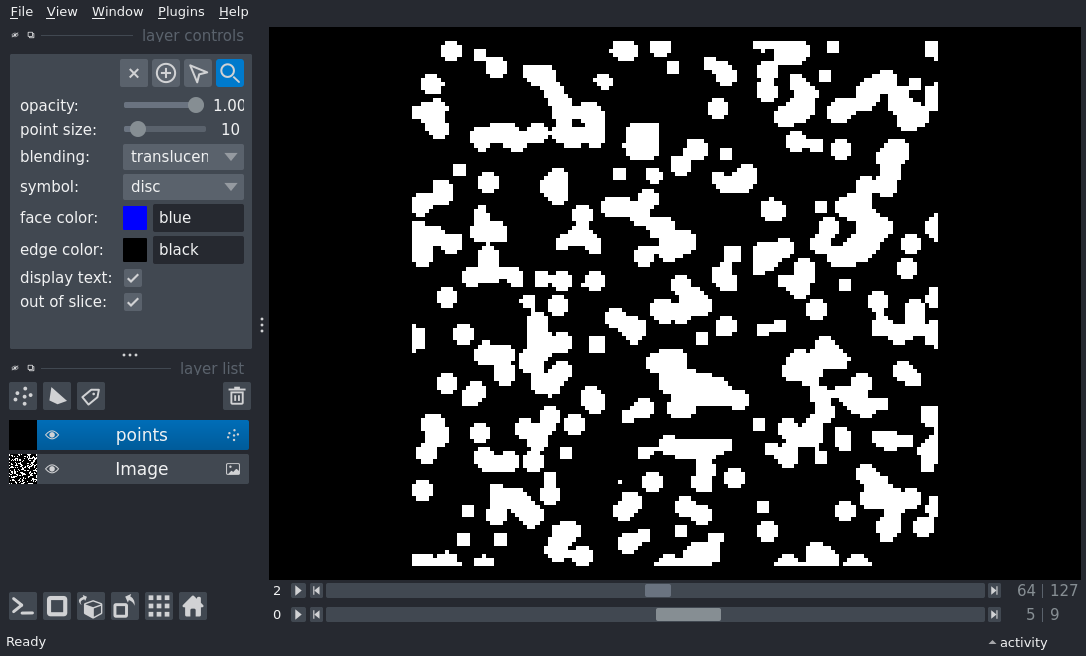 File View Window Plugins Help
layer controls
opacity: 1.00
point size: 10
blending: translucen
symbol: disc
face color: blue
edge color: black
display text:
out of slice:
layer list
points
Image
2 64 | 127
0 5 | 9
Ready activity